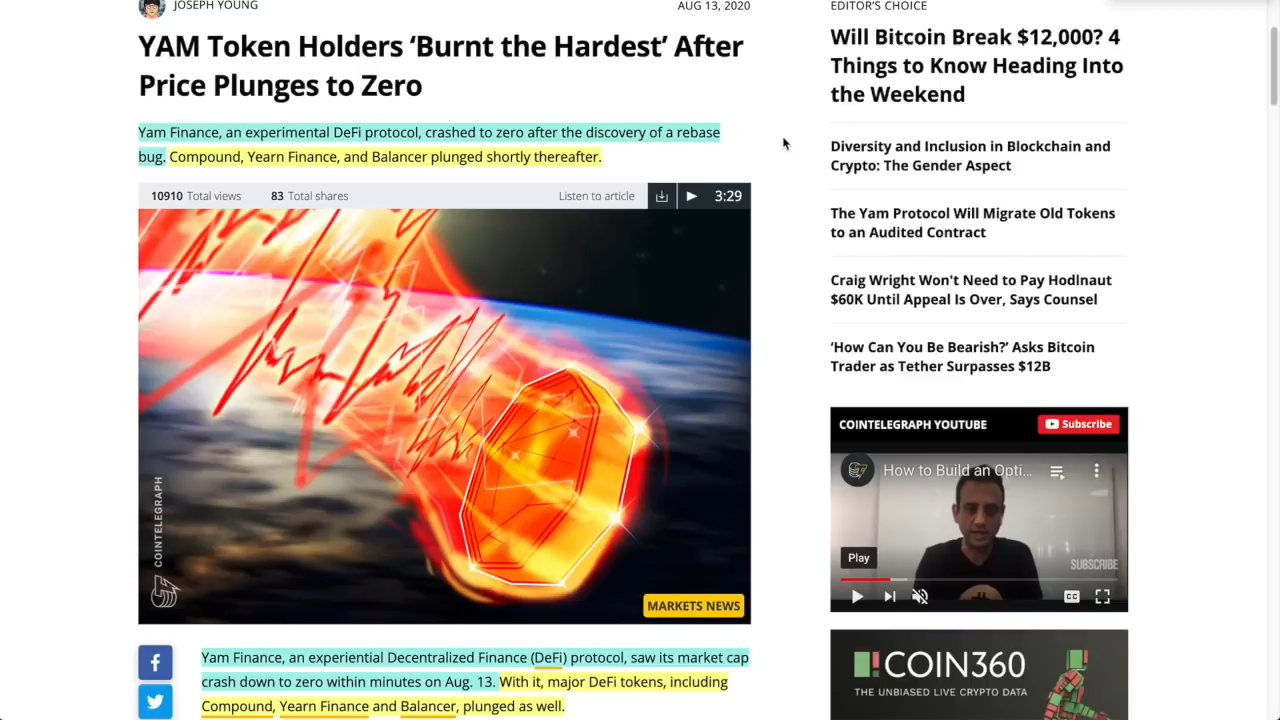 JOSEPH YOUNG
AUG 13, 2020
YAM Token Holders ‘Burnt the Hardest’ After
Price Plunges to Zero
Yam Finance, an experimental DeFi protocol, crashed to zero after the discovery of a rebase
bug. Compound, Yearn Finance, and Balancer plunged shortly thereafter.
10910 Total views
83 Total shares
Listen to article
3:29
COINTELEGRAPH
MARKETS NEWS
Yam Finance, an experiential Decentralized Finance (DeFi) protocol, saw its market cap
crash down to zero within minutes on Aug. 13. With it, major DeFi tokens, including
Compound, Yearn Finance and Balancer, plunged as well.
EDITOR'S CHOICE
Will Bitcoin Break $12,000? 4
Things to Know Heading Into
the Weekend
Diversity and Inclusion in Blockchain and
Crypto: The Gender Aspect
The Yam Protocol Will Migrate Old Tokens
to an Audited Contract
Craig Wright Won't Need to Pay Hodlnaut
$60K Until Appeal Is Over, Says Counsel
‘How Can You Be Bearish?’ Asks Bitcoin
Trader as Tether Surpasses $12B
COINTELEGRAPH YOUTUBE
Subscribe
How to Build an Opti...
Play
SUBSCRIBE
CC
COIN360
THE UNBIASED LIVE CRYPTO DATA